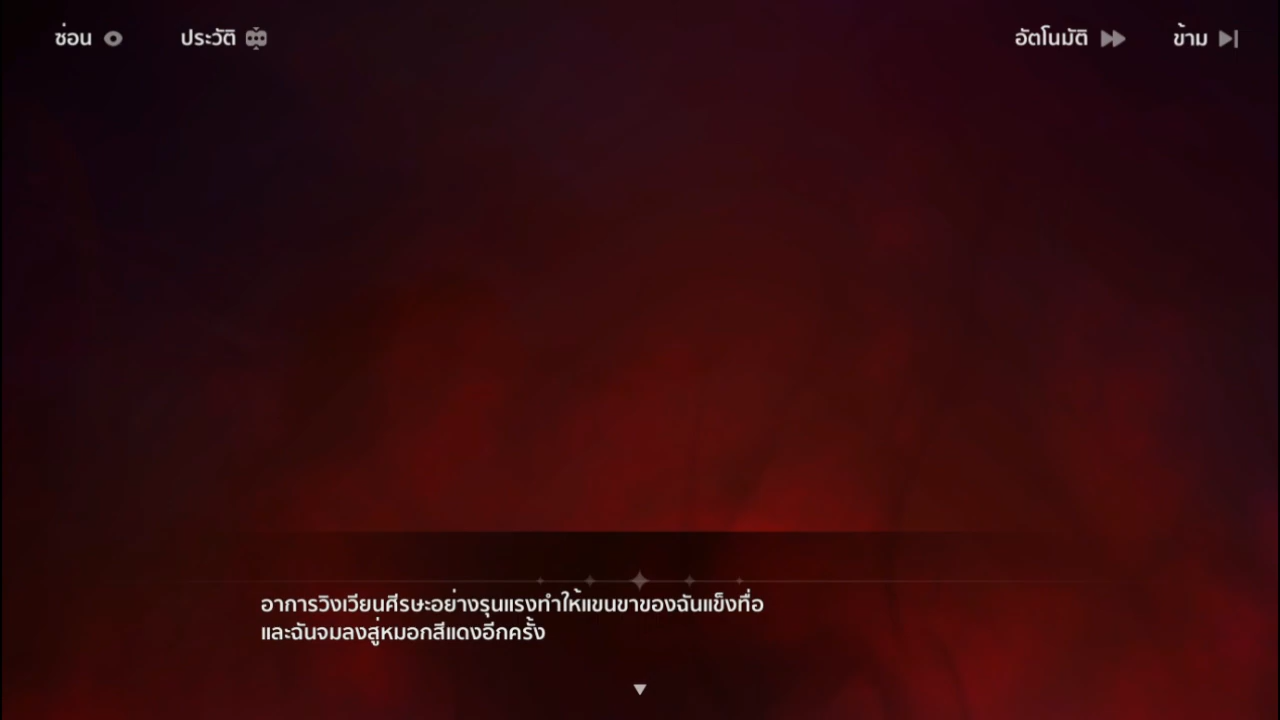 ซ่อน
ประวัติ
อัตโนมัติ
ข้าม
อาการวิงเวียนศีรษะอย่างรุนแรงทำให้แขนขาของฉันแข็งทื่อ
และฉันจมลงสู่หมอกสีแดงอีกครั้ง